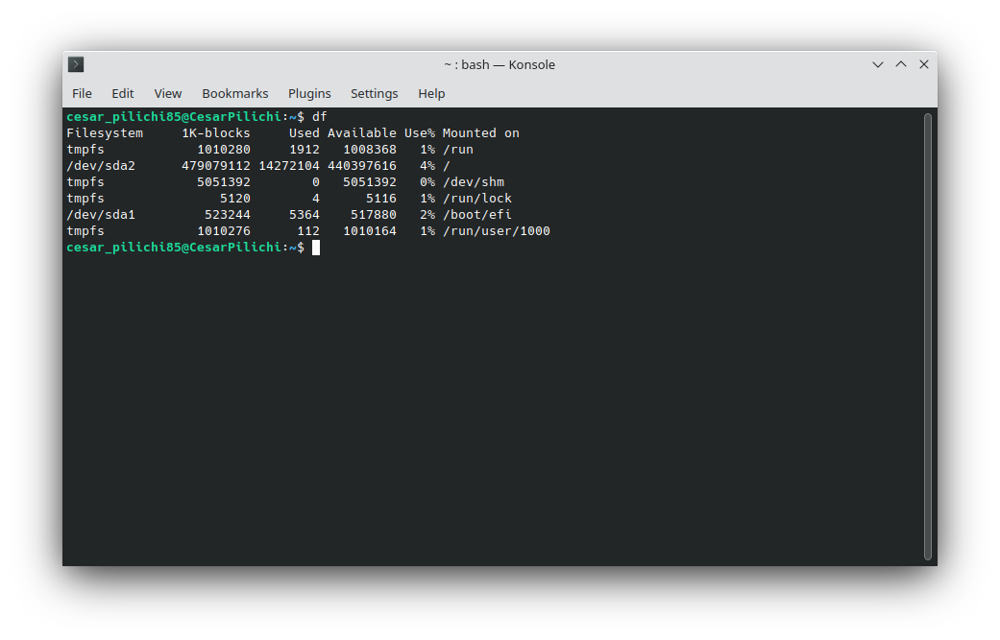 ~ : bash — Konsole
File Edit View Bookmarks Plugins Settings Help
cesar_pilichi85@CesarPilichi:~$ df
Filesystem     1K-blocks     Used Available Use% Mounted on
tmpfs            1010280     1912   1008368   1% /run
/dev/sda2      479079112 14272104 440397616   4% /
tmpfs            5051392        0   5051392   0% /dev/shm
tmpfs               5120        4      5116   1% /run/lock
/dev/sda1         523244     5364    517880   2% /boot/efi
tmpfs            1010276      112   1010164   1% /run/user/1000
cesar_pilichi85@CesarPilichi:~$